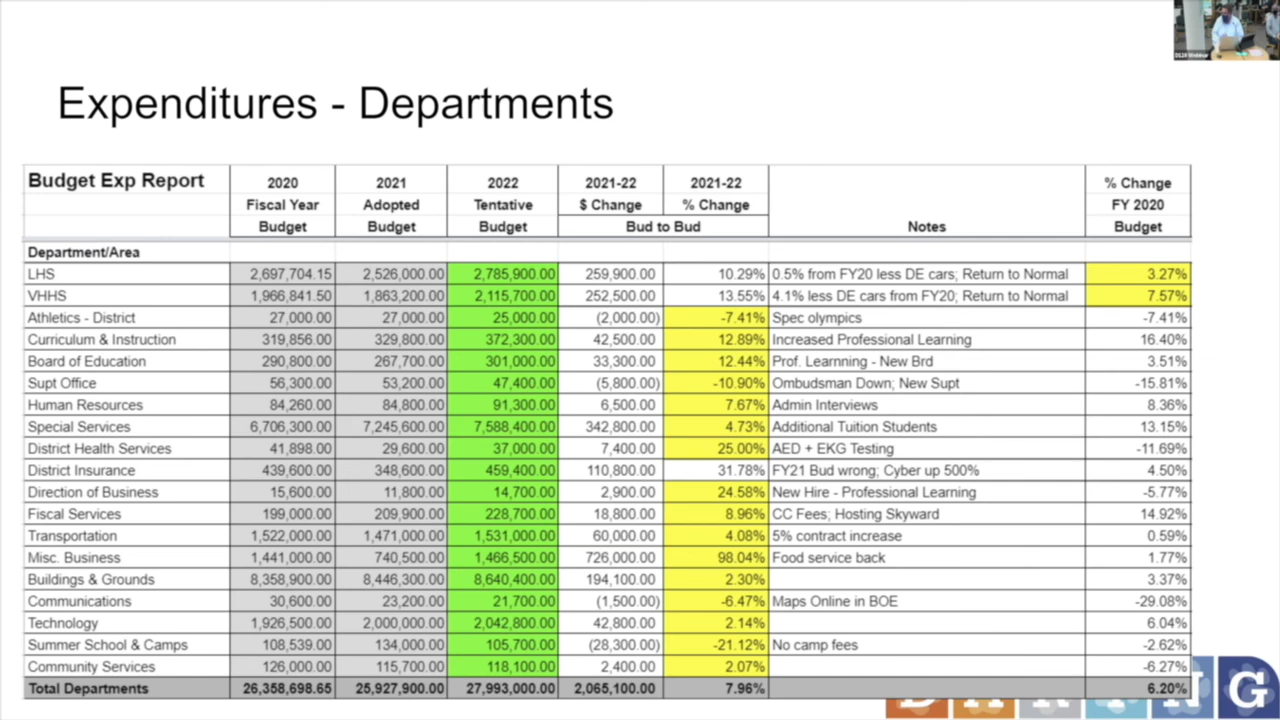 Expenditures - Departments
Budget Exp Report 2020 2021 2022 2021-22 2021-22 % Change
Fiscal Year Adopted Tentative $ Change % Change FY 2020
Budget Budget Budget Bud to Bud Notes Budget
Department/Area
LHS 2,697,704.15 2,526,000.00 2,785,900.00 259,900.00 10.29% 0.5% from FY20 less DE cars; Return to Normal 3.27%
VHHS 1,966,841.50 1,863,200.00 2,115,700.00 252,500.00 13.55% 4.1% less DE cars from FY20; Return to Normal 7.57%
Athletics - District 27,000.00 27,000.00 25,000.00 (2,000.00) -7.41% Spec olympics -7.41%
Curriculum & Instruction 319,856.00 329,800.00 372,300.00 42,500.00 12.89% Increased Professional Learning 16.40%
Board of Education 290,800.00 267,700.00 301,000.00 33,300.00 12.44% Prof. Learnning - New Brd 3.51%
Supt Office 56,300.00 53,200.00 47,400.00 (5,800.00) -10.90% Ombudsman Down; New Supt -15.81%
Human Resources 84,260.00 84,800.00 91,300.00 6,500.00 7.67% Admin Interviews 8.36%
Special Services 6,706,300.00 7,245,600.00 7,588,400.00 342,800.00 4.73% Additional Tuition Students 13.15%
District Health Services 41,898.00 29,600.00 37,000.00 7,400.00 25.00% AED + EKG Testing -11.69%
District Insurance 439,600.00 348,600.00 459,400.00 110,800.00 31.78% FY21 Bud wrong; Cyber up 500% 4.50%
Direction of Business 15,600.00 11,800.00 14,700.00 2,900.00 24.58% New Hire - Professional Learning -5.77%
Fiscal Services 199,000.00 209,900.00 228,700.00 18,800.00 8.96% CC Fees; Hosting Skyward 14.92%
Transportation 1,522,000.00 1,471,000.00 1,531,000.00 60,000.00 4.08% 5% contract increase 0.59%
Misc. Business 1,441,000.00 740,500.00 1,466,500.00 726,000.00 98.04% Food service back 1.77%
Buildings & Grounds 8,358,900.00 8,446,300.00 8,640,400.00 194,100.00 2.30% 3.37%
Communications 30,600.00 23,200.00 21,700.00 (1,500.00) -6.47% Maps Online in BOE -29.08%
Technology 1,926,500.00 2,000,000.00 2,042,800.00 42,800.00 2.14% 6.04%
Summer School & Camps 108,539.00 134,000.00 105,700.00 (28,300.00) -21.12% No camp fees -2.62%
Community Services 126,000.00 115,700.00 118,100.00 2,400.00 2.07% -6.27%
Total Departments 26,358,698.65 25,927,900.00 27,993,000.00 2,065,100.00 7.96% 6.20%